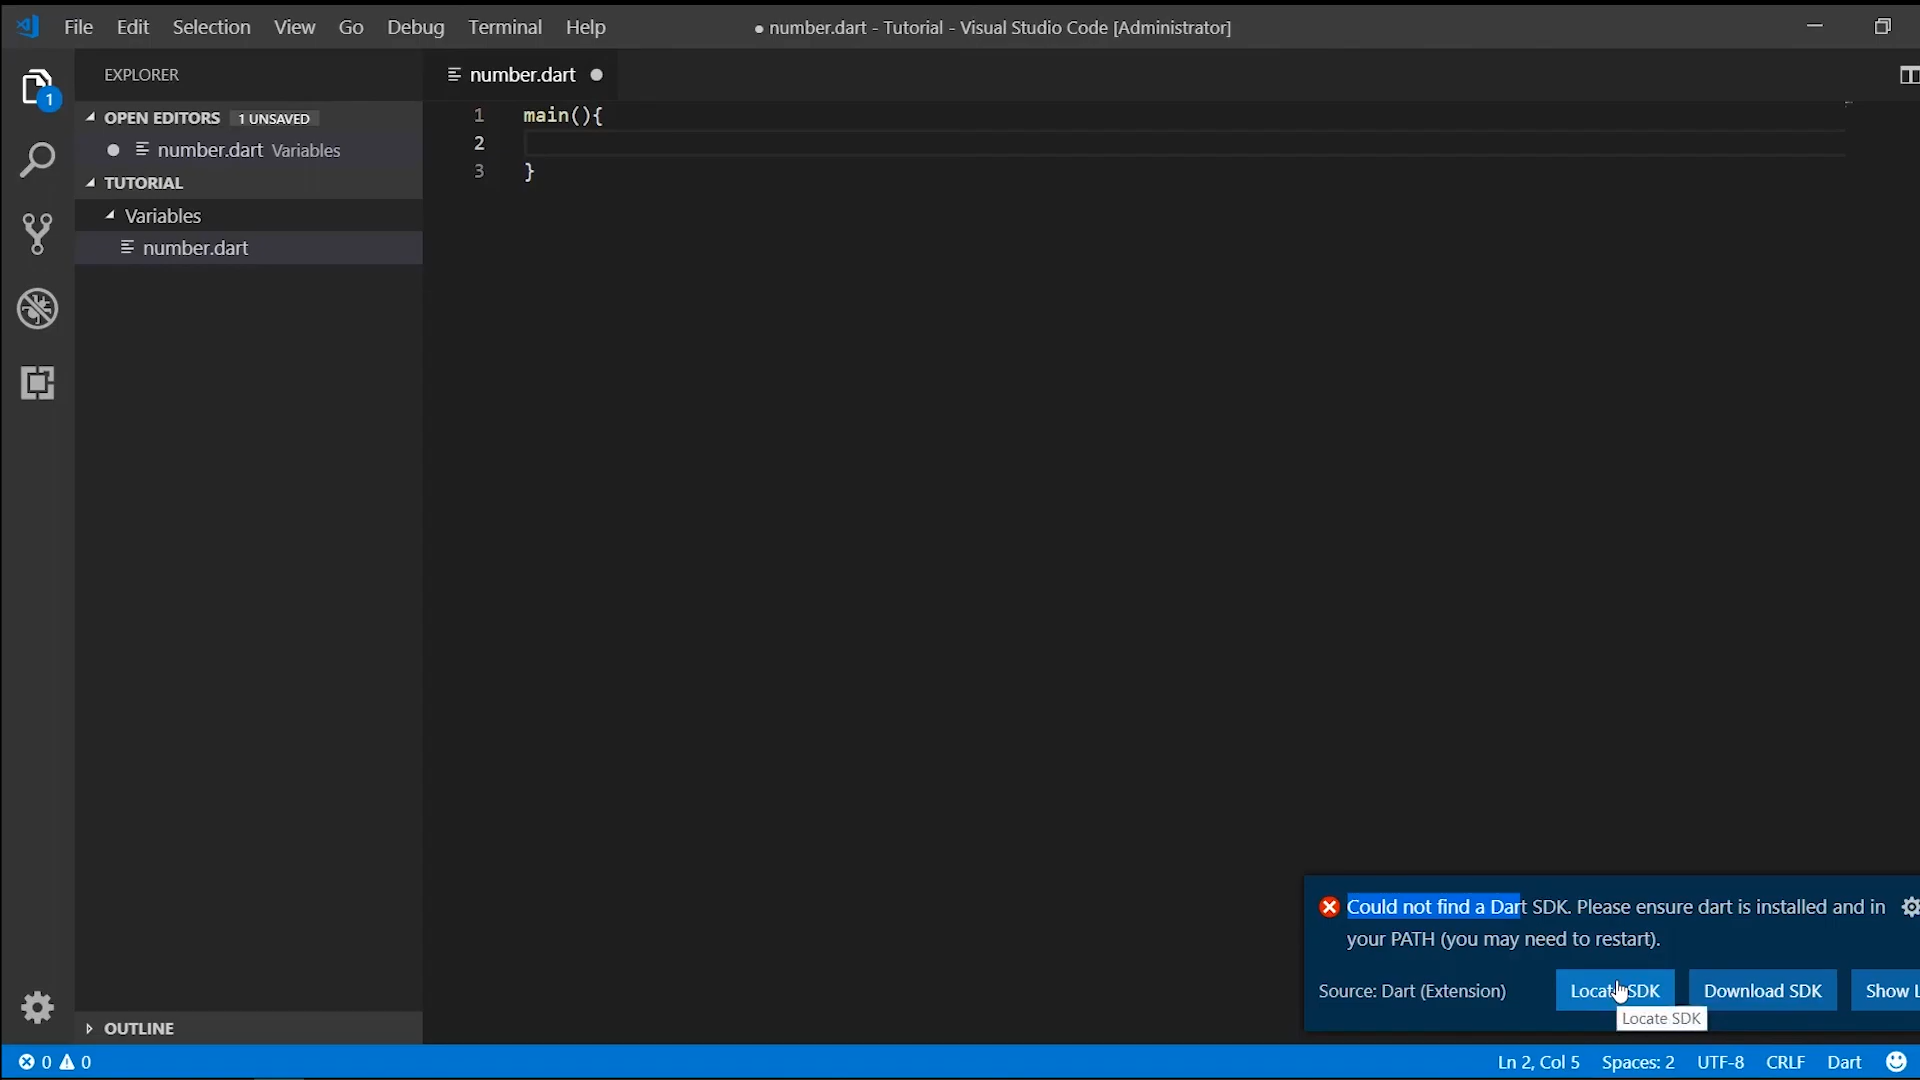 File Edit Selection View Go Debug Terminal Help
● number.dart - Tutorial - Visual Studio Code [Administrator]
EXPLORER
1
OPEN EDITORS 1 UNSAVED
number.dart Variables
TUTORIAL
Variables
number.dart
OUTLINE
number.dart
1 main(){
2
3 }
Could not find a Dart SDK. Please ensure dart is installed and in
your PATH (you may need to restart).
Source: Dart (Extension) Locate SDK Download SDK Show L
Locate SDK
0 0 Ln 2, Col 5 Spaces: 2 UTF-8 CRLF Dart